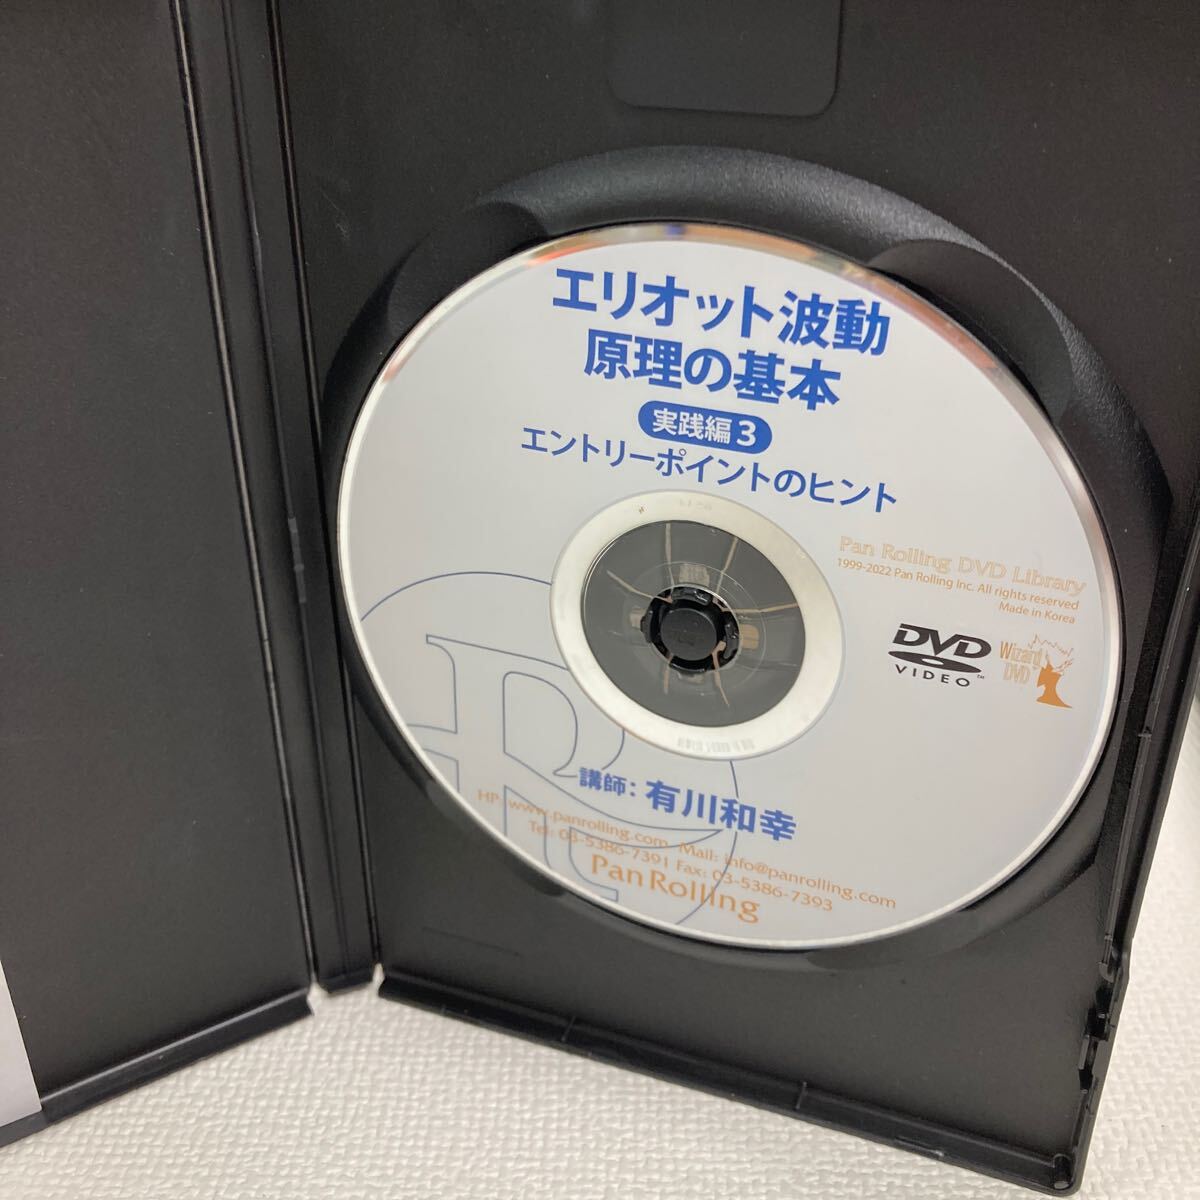 エリオット波動
原理の基本
実践編3
エントリーポイントのヒント
Pan Rolling DVD Library
1999-2022 Pan Rolling Inc. All rights reserved
Made in Korea
DVD
VIDEO™
Wizard
DVD
講師：有川和幸
HP: www.panrolling.com Mail: info@panrolling.com
Tel: 03-5386-7391 Fax: 03-5386-7393
PanRolling